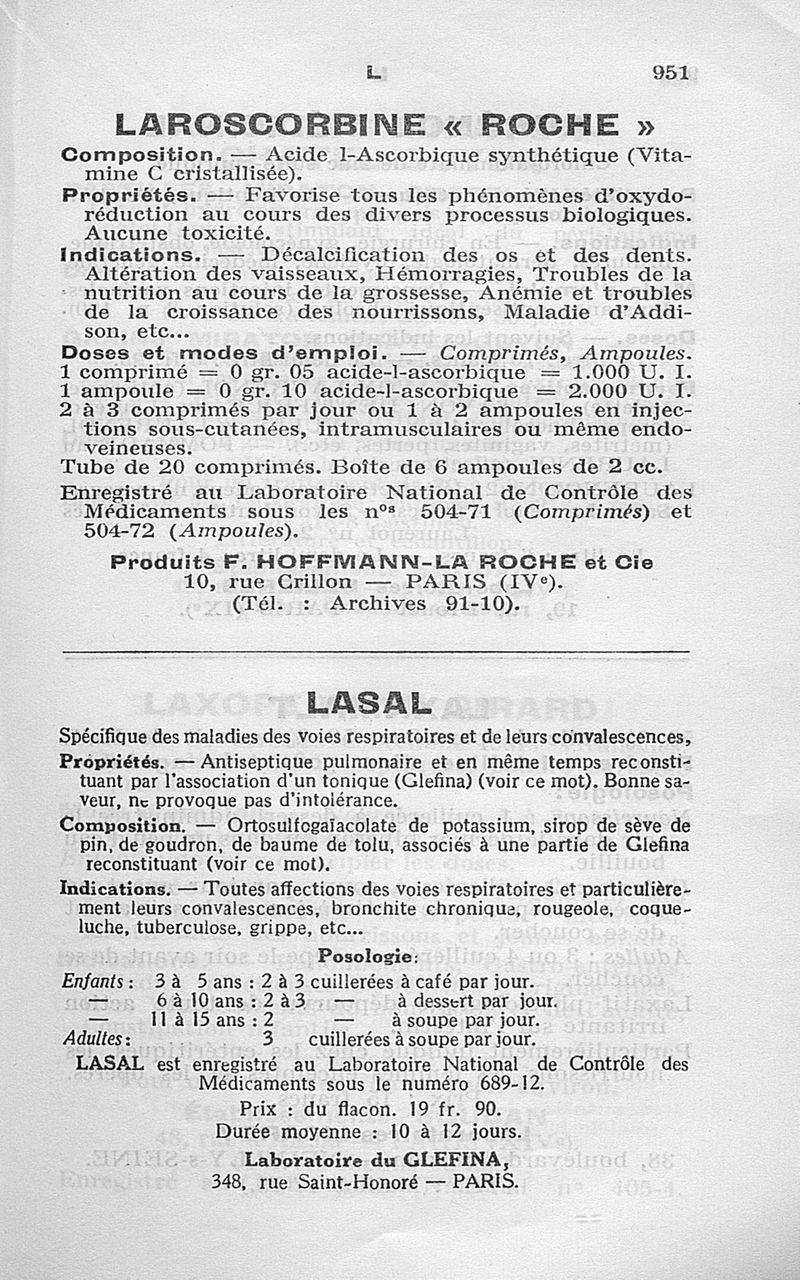 L 951
LAROSCORBINE « ROCHE »
Composition. — Acide l-Ascorbique synthétique (Vita-
mine C cristallisée).
Propriétés. — Favorise tous les phénomènes d'oxydo-
réduction au cours des divers processus biologiques.
Aucune toxicité.
Indications. — Décalcification des os et des dents.
Altération des vaisseaux, Hémorragies, Troubles de la
nutrition au cours de la grossesse, Anémie et troubles
de la croissance des nourrissons, Maladie d'Addi-
son, etc...
Doses et modes d'emploi. — Comprimés, Ampoules.
1 comprimé = 0 gr. 05 acide-l-ascorbique = 1.000 U. I.
1 ampoule = 0 gr. 10 acide-l-ascorbique = 2.000 U. I.
2 à 3 comprimés par jour ou 1 à 2 ampoules en injec-
tions sous-cutanées, intramusculaires ou même endo-
veineuses.
Tube de 20 comprimés. Boîte de 6 ampoules de 2 cc.
Enregistré au Laboratoire National de Contrôle des
Médicaments sous les nos 504-71 (Comprimés) et
504-72 (Ampoules).
Produits F. HOFFMANN-LA ROCHE et Cie
10, rue Crillon — PARIS (IVe).
(Tél. : Archives 91-10).
LASAL
Spécifique des maladies des voies respiratoires et de leurs convalescences,
Propriétés. — Antiseptique pulmonaire et en même temps reconsti-
tuant par l'association d'un tonique (Glefina) (voir ce mot). Bonne sa-
veur, ne provoque pas d'intolérance.
Composition. — Ortosulfogaïacolate de potassium, sirop de sève de
pin, de goudron, de baume de tolu, associés à une partie de Glefina
reconstituant (voir ce mot).
Indications. — Toutes affections des voies respiratoires et particulière-
ment leurs convalescences, bronchite chronique, rougeole, coque-
luche, tuberculose, grippe, etc...
Posologie:
Enfants : 3 à 5 ans : 2 à 3 cuillerées à café par jour.
— 6 à 10 ans : 2 à 3 — à dessert par jour.
— 11 à 15 ans : 2 — à soupe par jour.
Adultes : 3 cuillerées à soupe par jour.
LASAL est enregistré au Laboratoire National de Contrôle des
Médicaments sous le numéro 689-12.
Prix : du flacon. 19 fr. 90.
Durée moyenne : 10 à 12 jours.
Laboratoire du GLEFINA,
348, rue Saint-Honoré — PARIS.